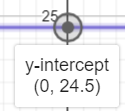 25
y-intercept
(0, 24.5)